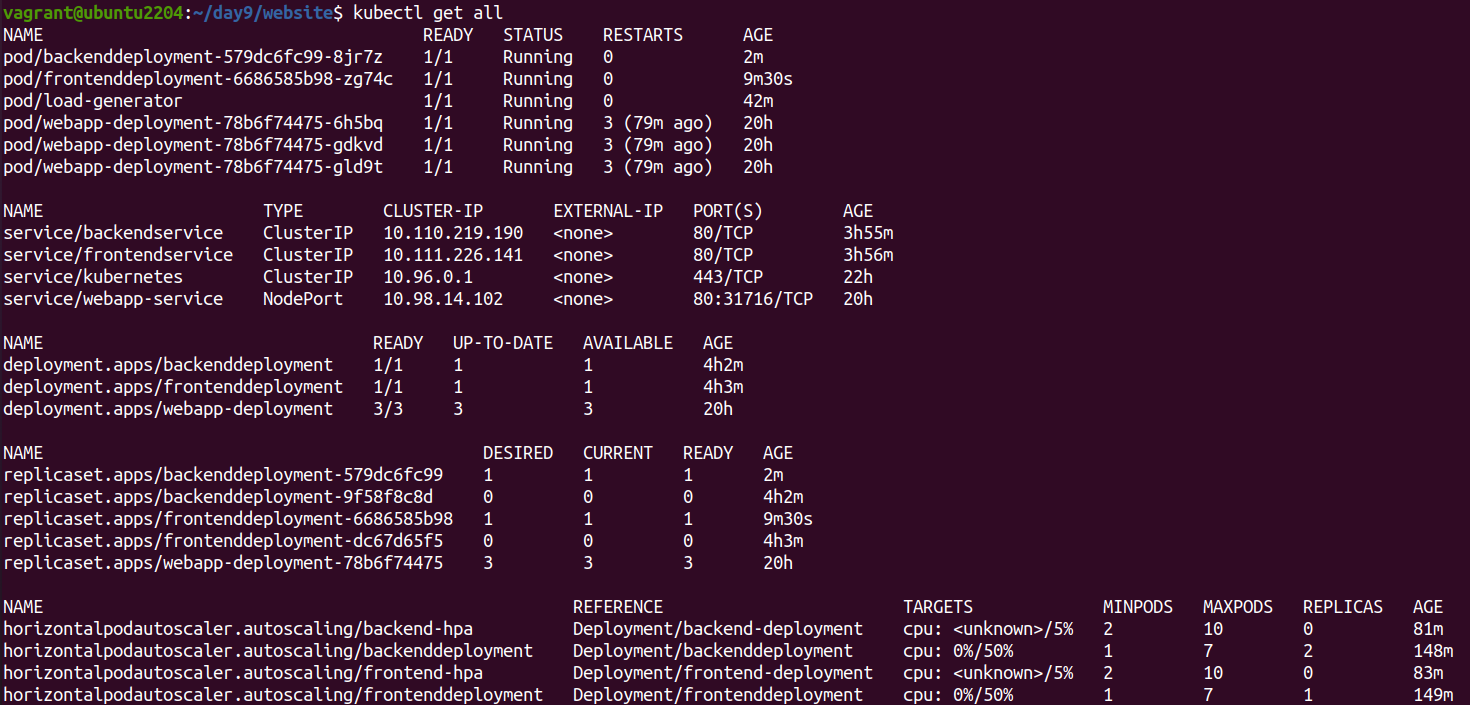 vagrant@ubuntu2204:~/day9/website$ kubectl get all
NAME READY STATUS RESTARTS AGE
pod/backenddeployment-579dc6fc99-8jr7z 1/1 Running 0 2m
pod/frontenddeployment-6686585b98-zg74c 1/1 Running 0 9m30s
pod/load-generator 1/1 Running 0 42m
pod/webapp-deployment-78b6f74475-6h5bq 1/1 Running 3 (79m ago) 20h
pod/webapp-deployment-78b6f74475-gdkvd 1/1 Running 3 (79m ago) 20h
pod/webapp-deployment-78b6f74475-gld9t 1/1 Running 3 (79m ago) 20h
NAME TYPE CLUSTER-IP EXTERNAL-IP PORT(S) AGE
service/backendservice ClusterIP 10.110.219.190 <none> 80/TCP 3h55m
service/frontendservice ClusterIP 10.111.226.141 <none> 80/TCP 3h56m
service/kubernetes ClusterIP 10.96.0.1 <none> 443/TCP 22h
service/webapp-service NodePort 10.98.14.102 <none> 80:31716/TCP 20h
NAME READY UP-TO-DATE AVAILABLE AGE
deployment.apps/backenddeployment 1/1 1 1 4h2m
deployment.apps/frontenddeployment 1/1 1 1 4h3m
deployment.apps/webapp-deployment 3/3 3 3 20h
NAME DESIRED CURRENT READY AGE
replicaset.apps/backenddeployment-579dc6fc99 1 1 1 2m
replicaset.apps/backenddeployment-9f58f8c8d 0 0 0 4h2m
replicaset.apps/frontenddeployment-6686585b98 1 1 1 9m30s
replicaset.apps/frontenddeployment-dc67d65f5 0 0 0 4h3m
replicaset.apps/webapp-deployment-78b6f74475 3 3 3 20h
NAME REFERENCE TARGETS MINPODS MAXPODS REPLICAS AGE
horizontalpodautoscaler.autoscaling/backend-hpa Deployment/backend-deployment cpu: <unknown>/5% 2 10 0 81m
horizontalpodautoscaler.autoscaling/backenddeployment Deployment/backenddeployment cpu: 0%/50% 1 7 2 148m
horizontalpodautoscaler.autoscaling/frontend-hpa Deployment/frontend-deployment cpu: <unknown>/5% 2 10 0 83m
horizontalpodautoscaler.autoscaling/frontenddeployment Deployment/frontenddeployment cpu: 0%/50% 1 7 1 149m